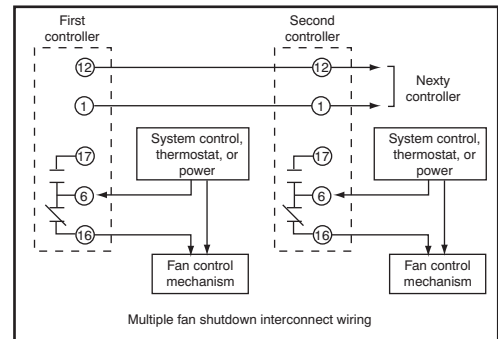 First
controller
Second
controller
12
12
Nexty
controller
1
1
System control,
thermostat, or
power
System control,
thermostat, or
power
17
17
6
6
16
16
Fan control
mechanism
Fan control
mechanism
Multiple fan shutdown interconnect wiring